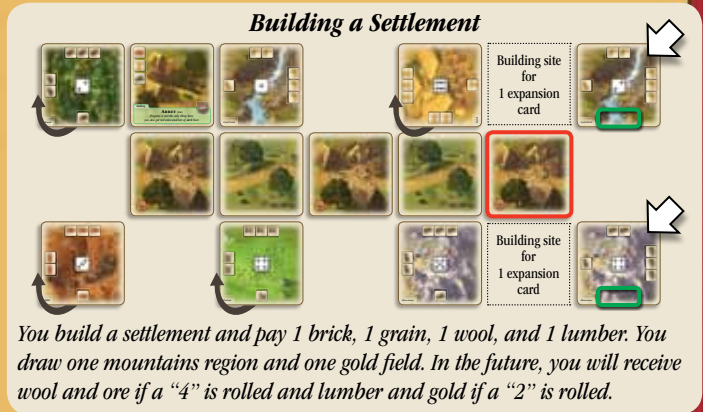 Building a Settlement
Building site
for
1 expansion
card
Building site
for
1 expansion
card
You build a settlement and pay 1 brick, 1 grain, 1 wool, and 1 lumber. You
draw one mountains region and one gold field. In the future, you will receive
wool and ore if a “4” is rolled and lumber and gold if a “2” is rolled.